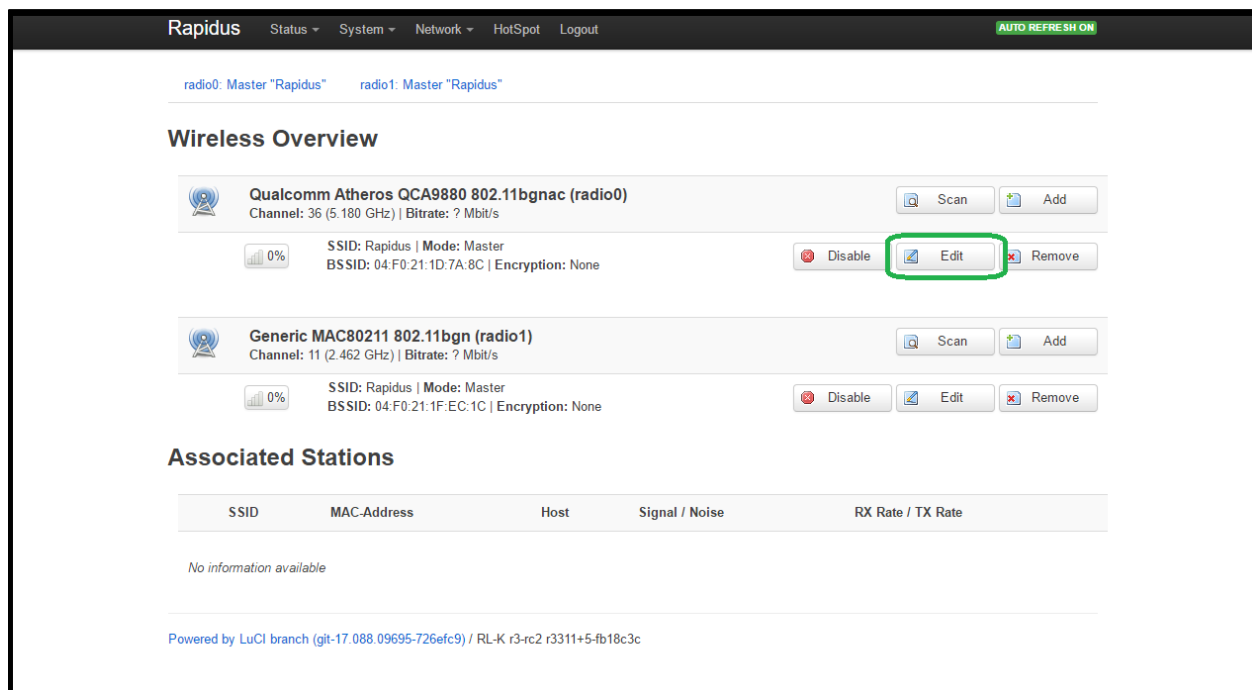 Rapidus Status System Network HotSpot Logout AUTO REFRESH ON
radio0: Master "Rapidus" radio1: Master "Rapidus"
Wireless Overview
Qualcomm Atheros QCA9880 802.11bgnac (radio0)
Channel: 36 (5.180 GHz) | Bitrate: ? Mbit/s
Scan Add
0%
SSID: Rapidus | Mode: Master
BSSID: 04:F0:21:1D:7A:8C | Encryption: None
Disable Edit Remove
Generic MAC80211 802.11bgn (radio1)
Channel: 11 (2.462 GHz) | Bitrate: ? Mbit/s
Scan Add
0%
SSID: Rapidus | Mode: Master
BSSID: 04:F0:21:1F:EC:1C | Encryption: None
Disable Edit Remove
Associated Stations
SSID MAC-Address Host Signal / Noise RX Rate / TX Rate
No information available
Powered by LuCI branch (git-17.088.09695-726efc9) / RL-K r3-rc2 r3311+5-fb18c3c